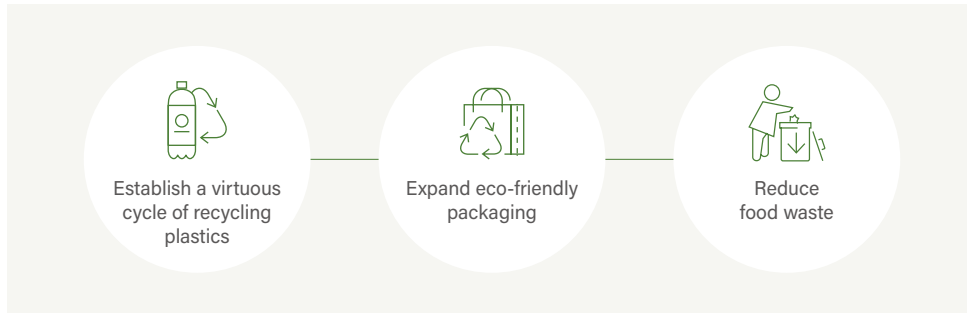 Establish a virtuous
cycle of recycling
plastics
Expand eco-friendly
packaging
Reduce
food waste